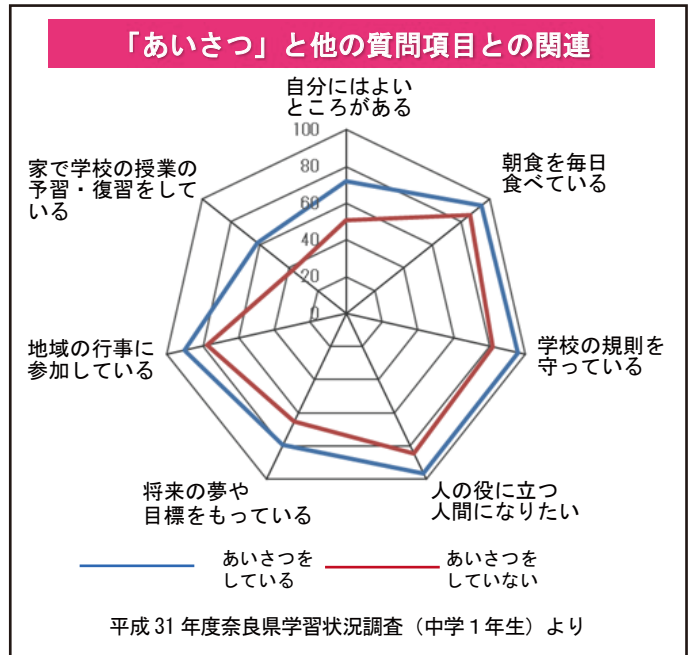 「あいさつ」と他の質問項目との関連
自分にはよい
ところがある
100
80
60
40
20
0
朝食を毎日
食べている
学校の規則を
守っている
人の役に立つ
人間になりたい
将来の夢や
目標をもっている
地域の行事に
参加している
家で学校の授業の
予習・復習をして
いる
あいさつを
している
あいさつを
していない
平成 31 年度奈良県学習状況調査（中学１年生）より